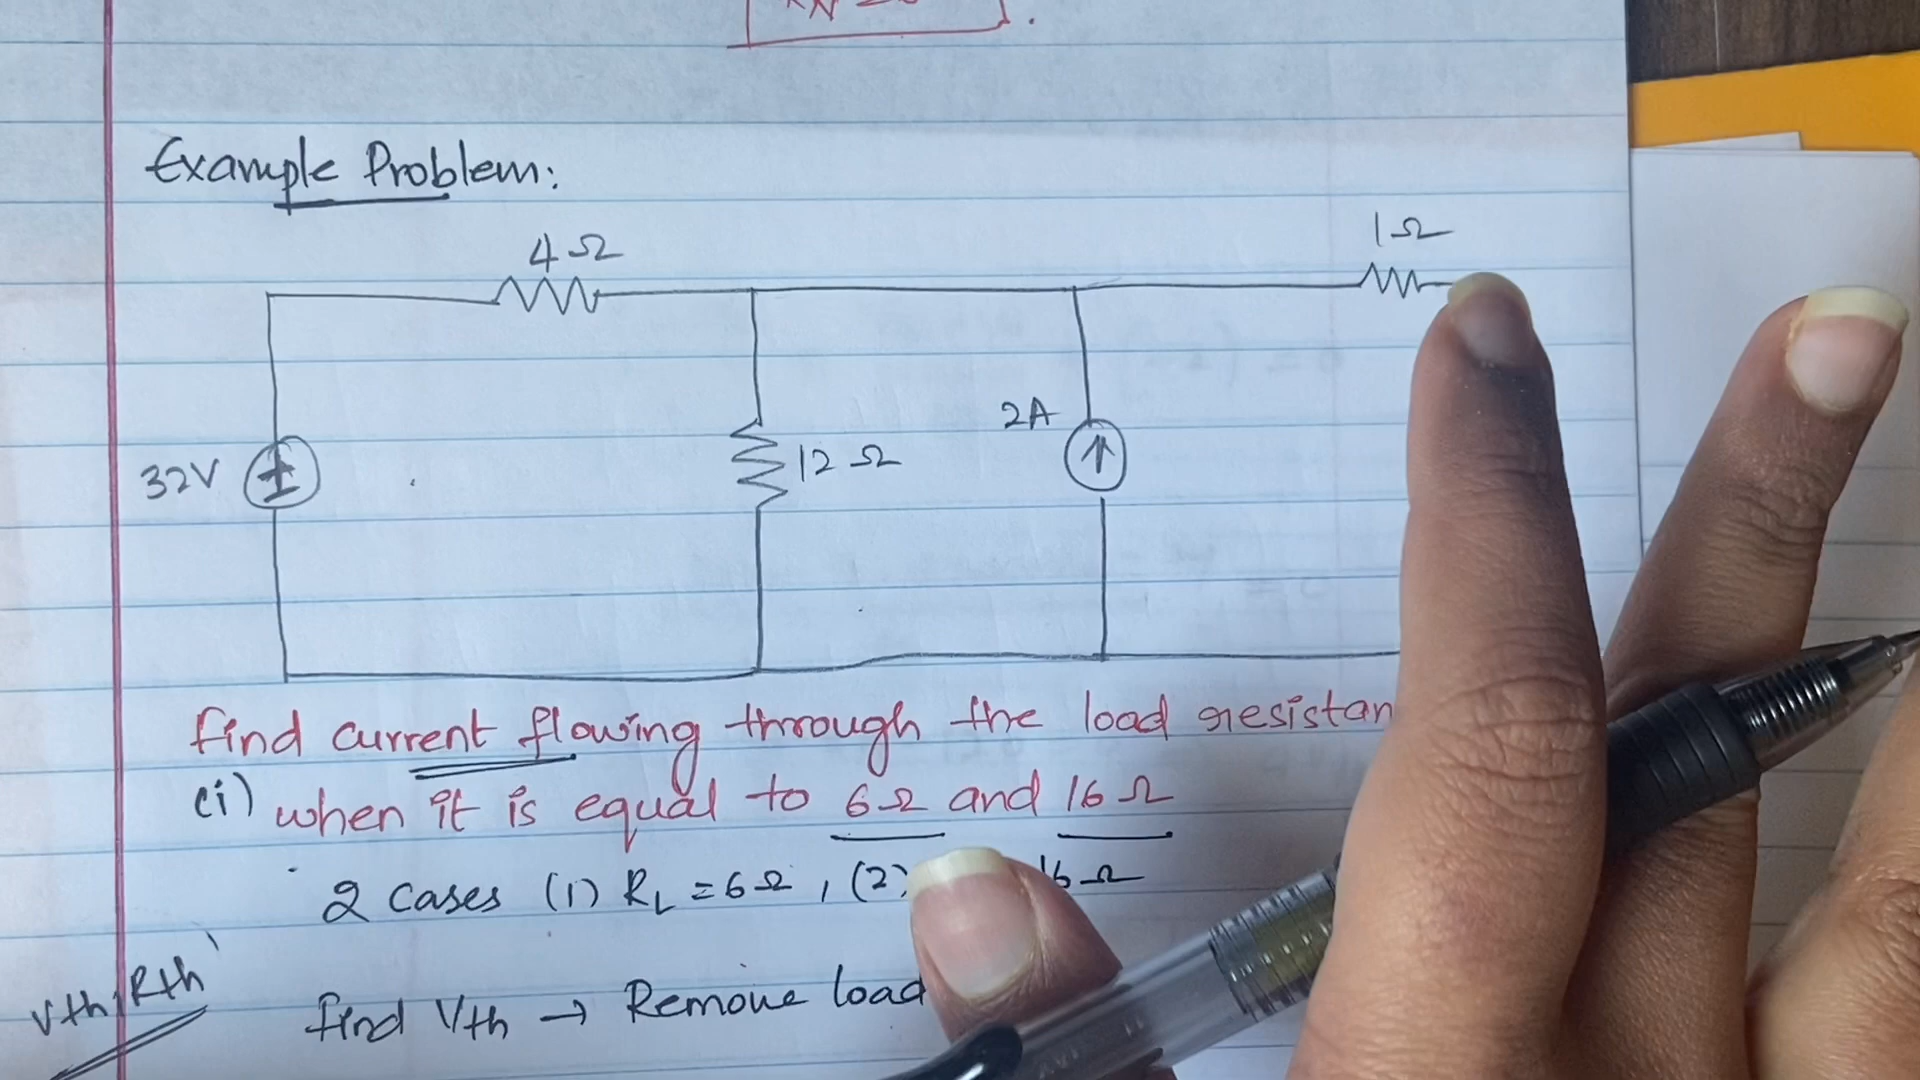 Example Problem:
4Ω
1Ω
2A
32V
12Ω
find current flowing through the load
(i) when it is equal to 6Ω and 16Ω
2 cases (1) RL = 6Ω, (2) 16Ω
Vth, Rth
find Vth → Remove load